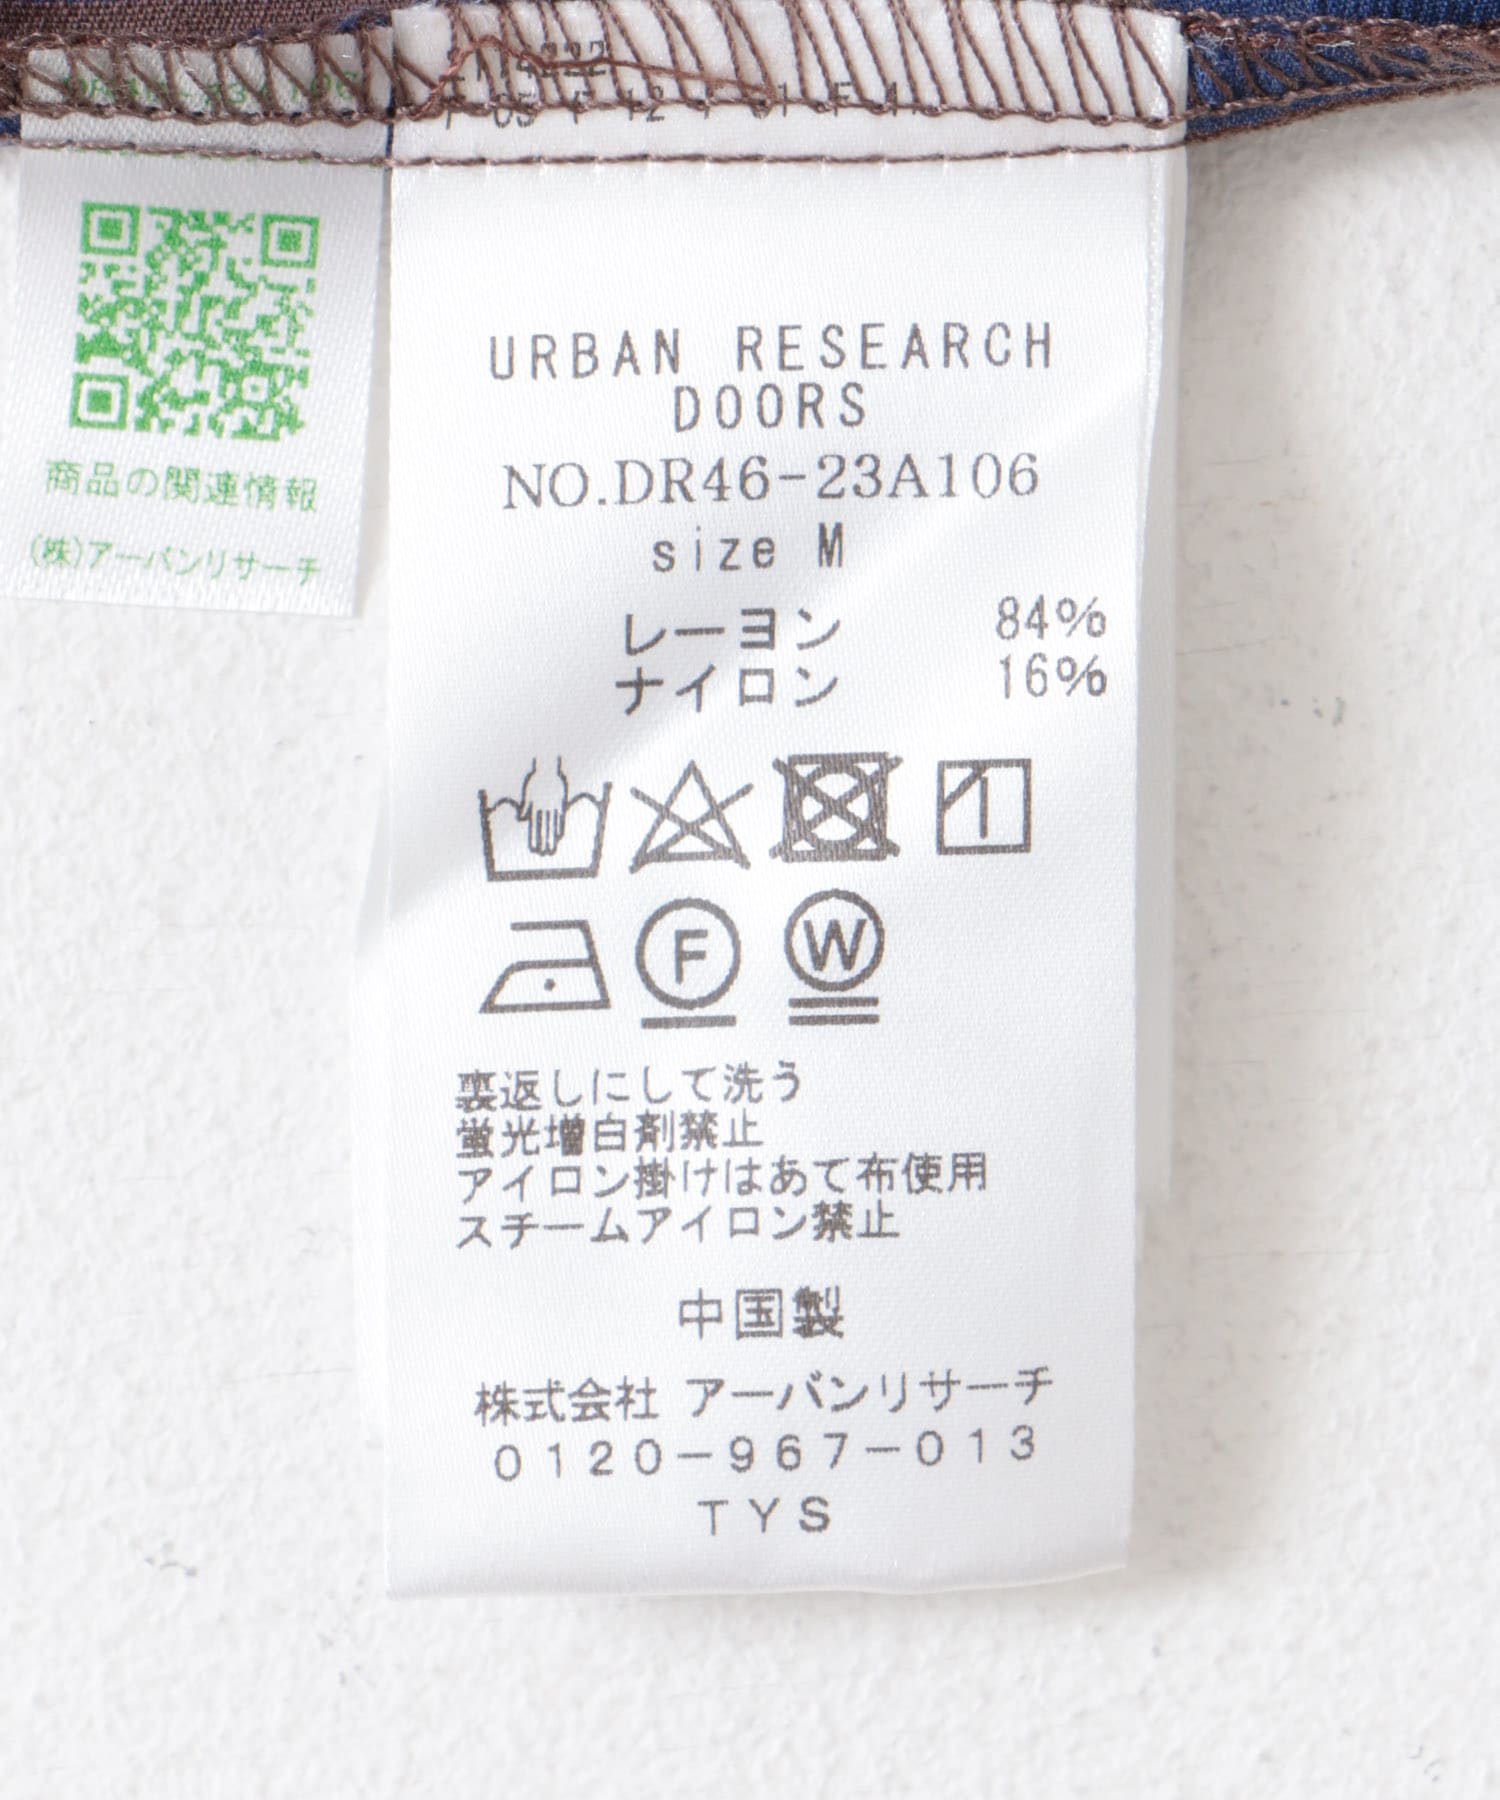 商品の関連情報
(株)アーバンリサーチ
URBAN RESEARCH
DOORS
NO.DR46-23A106
size M
レーヨン 84%
ナイロン 16%
F
W
裏返しにして洗う
蛍光増白剤禁止
アイロン掛けはあて布使用
スチームアイロン禁止
中国製
株式会社 アーバンリサーチ
0120-967-013
TYS